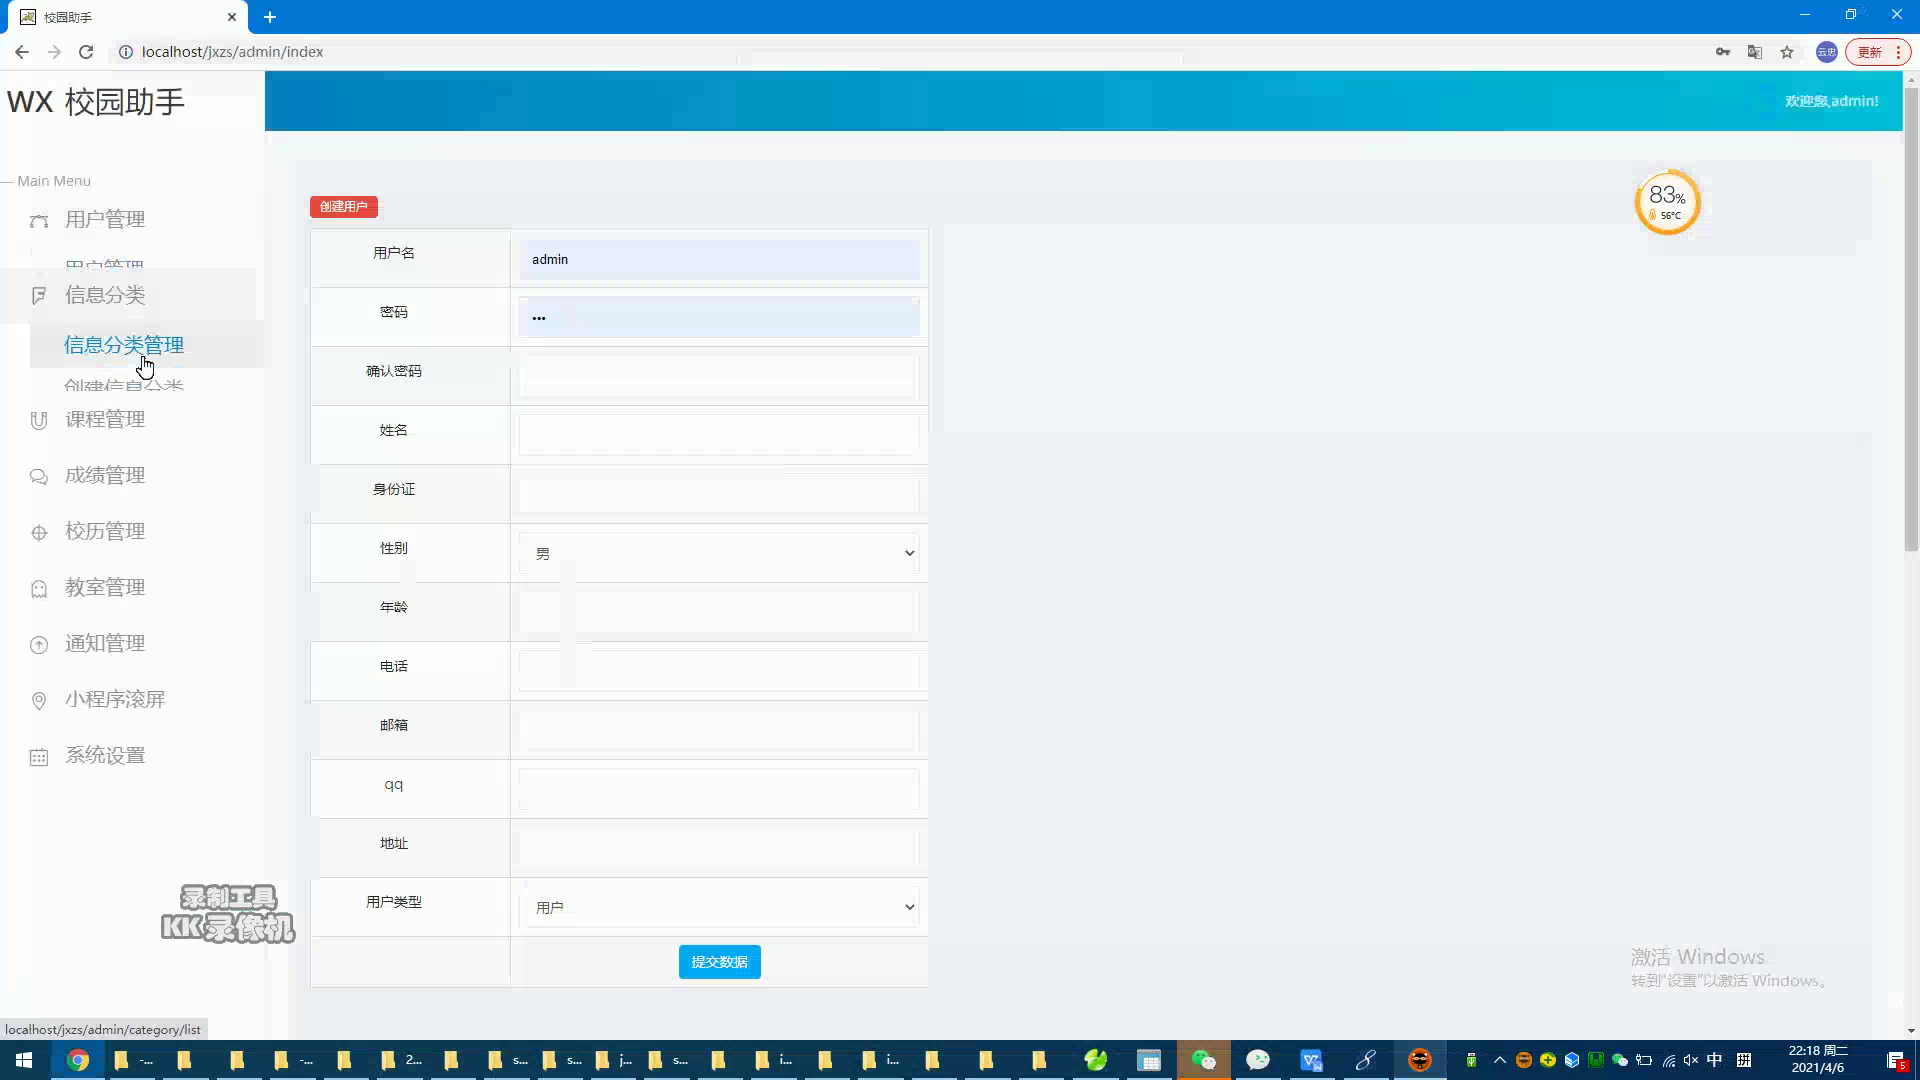 校园助手
localhost/jxzs/admin/index
云忠
更新
WX 校园助手
欢迎您,admin!
Main Menu
用户管理
用户管理
信息分类
信息分类管理
创建信息分类
课程管理
成绩管理
校历管理
教室管理
通知管理
小程序滚屏
系统设置
创建用户
用户名
admin
密码
•••
确认密码
姓名
身份证
性别
男
年龄
电话
邮箱
qq
地址
用户类型
用户
提交数据
83%
56°C
录制工具
KK录像机
激活 Windows
转到"设置"以激活 Windows。
localhost/jxzs/admin/category/list
-...
-...
2...
s...
s...
j...
s...
i...
i...
中
拼
22:18 周二
2021/4/6
5